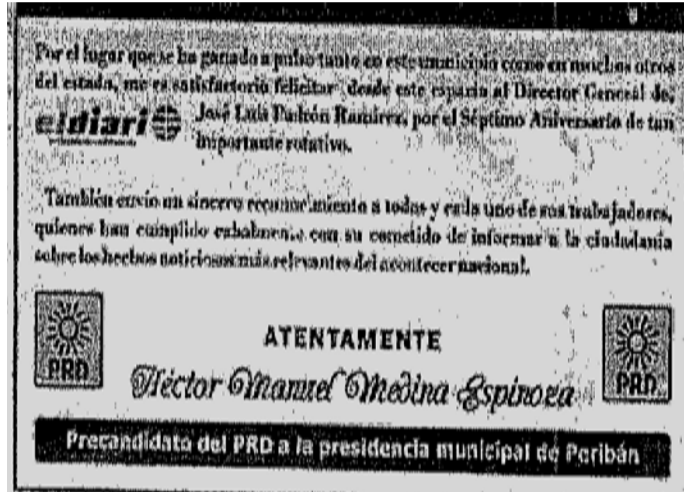 Por el lugar que se ha ganado a pulso tanto en este municipio como en muchos otros
del estado, me es satisfactorio felicitar desde este espacio al Director General de,
el diario José Luis Padrón Ramírez, por el Séptimo Aniversario de tan
importante rotativo.
También envío un sincero reconocimiento a todas y cada uno de sus trabajadores,
quienes han cumplido cabalmente con su cometido de informar a la ciudadanía
sobre los hechos noticiosos más relevantes del acontecer nacional.
ATENTAMENTE
PRD PRD
Héctor Manuel Medina Espinoza
Precandidato del PRD a la presidencia municipal de Peribán